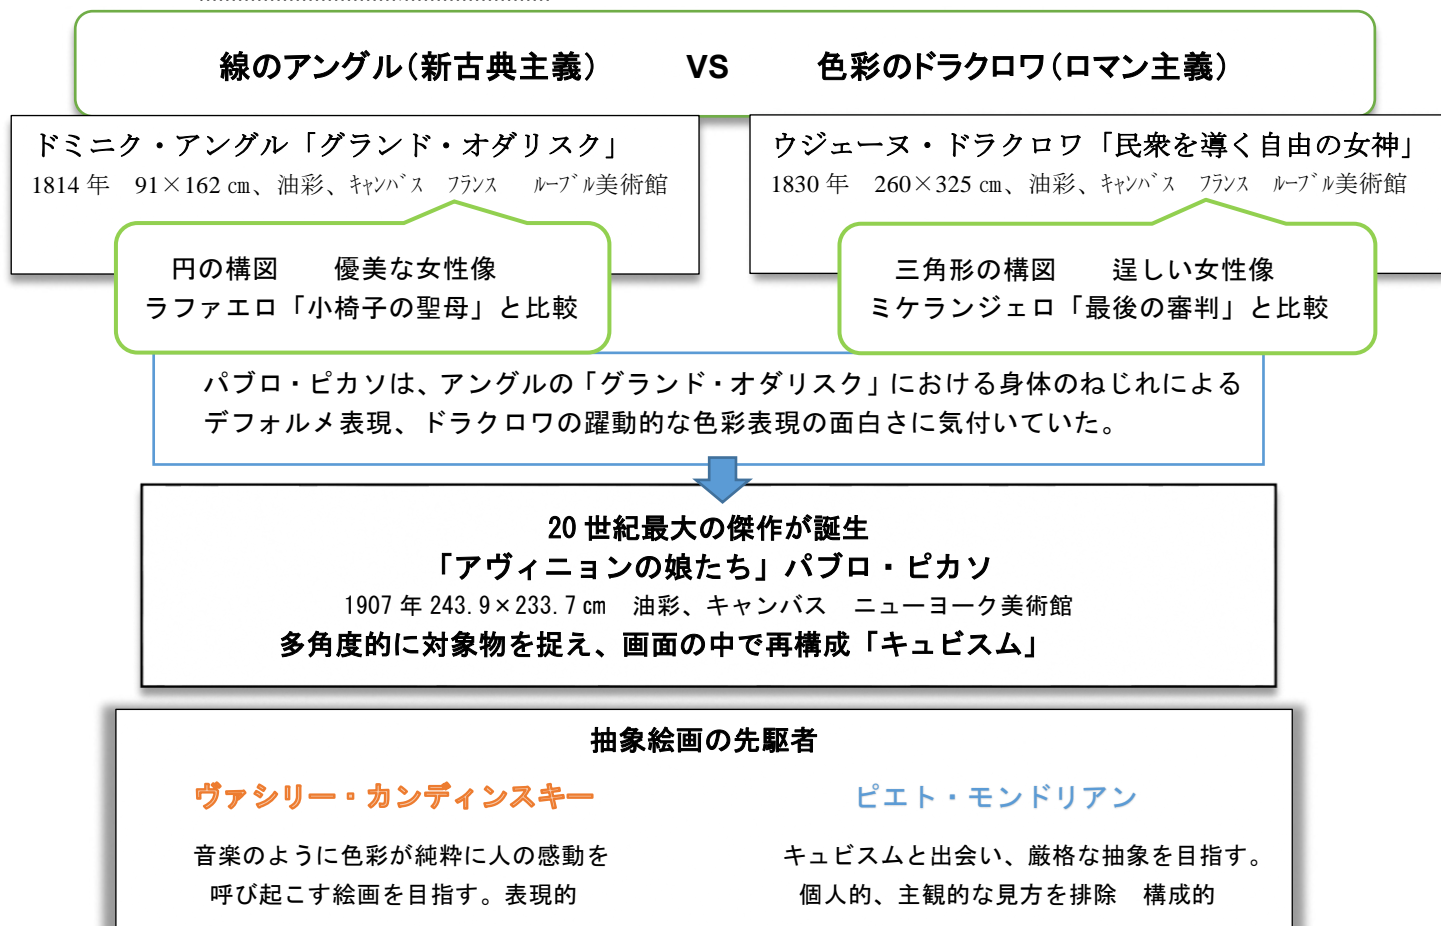 線のアングル（新古典主義）　VS　色彩のドラクロワ（ロマン主義）
ドミニク・アングル「グランド・オダリスク」
1814 年　91×162 ㎝、油彩、ｷｬﾝﾊﾞｽ　ﾌﾗﾝｽ　ﾙｰﾌﾞﾙ美術館
円の構図　優美な女性像
ラファエロ「小椅子の聖母」と比較
ウジェーヌ・ドラクロワ「民衆を導く自由の女神」
1830 年　260×325 ㎝、油彩、ｷｬﾝﾊﾞｽ　ﾌﾗﾝｽ　ﾙｰﾌﾞﾙ美術館
三角形の構図　逞しい女性像
ミケランジェロ「最後の審判」と比較
パブロ・ピカソは、アングルの「グランド・オダリスク」における身体のねじれによる
デフォルメ表現、ドラクロワの躍動的な色彩表現の面白さに気付いていた。
20 世紀最大の傑作が誕生
「アヴィニョンの娘たち」パブロ・ピカソ
1907 年 243.9×233.7 ㎝　油彩、キャンバス　ニューヨーク美術館
多角度的に対象物を捉え、画面の中で再構成「キュビスム」
抽象絵画の先駆者
ヴァシリー・カンディンスキー
音楽のように色彩が純粋に人の感動を
呼び起こす絵画を目指す。表現的
ピエト・モンドリアン
キュビスムと出会い、厳格な抽象を目指す。
個人的、主観的な見方を排除　構成的